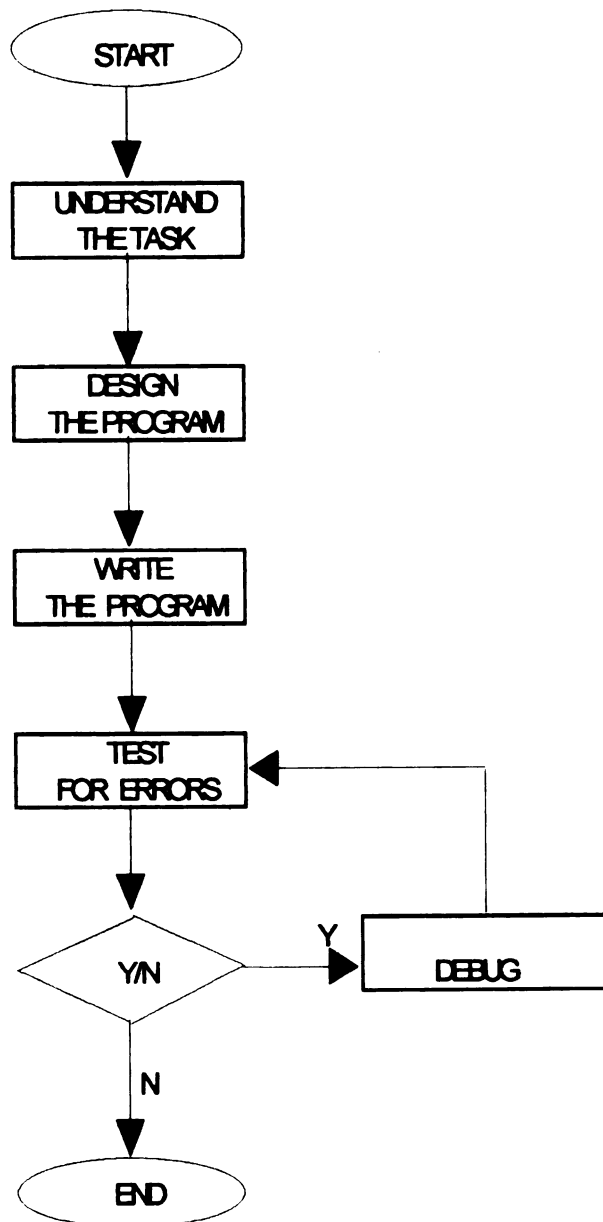 START
UNDERSTAND
THE TASK
DESIGN
THE PROGRAM
WRITE
THE PROGRAM
TEST
FOR ERRORS
Y/N
Y
DEBUG
N
END